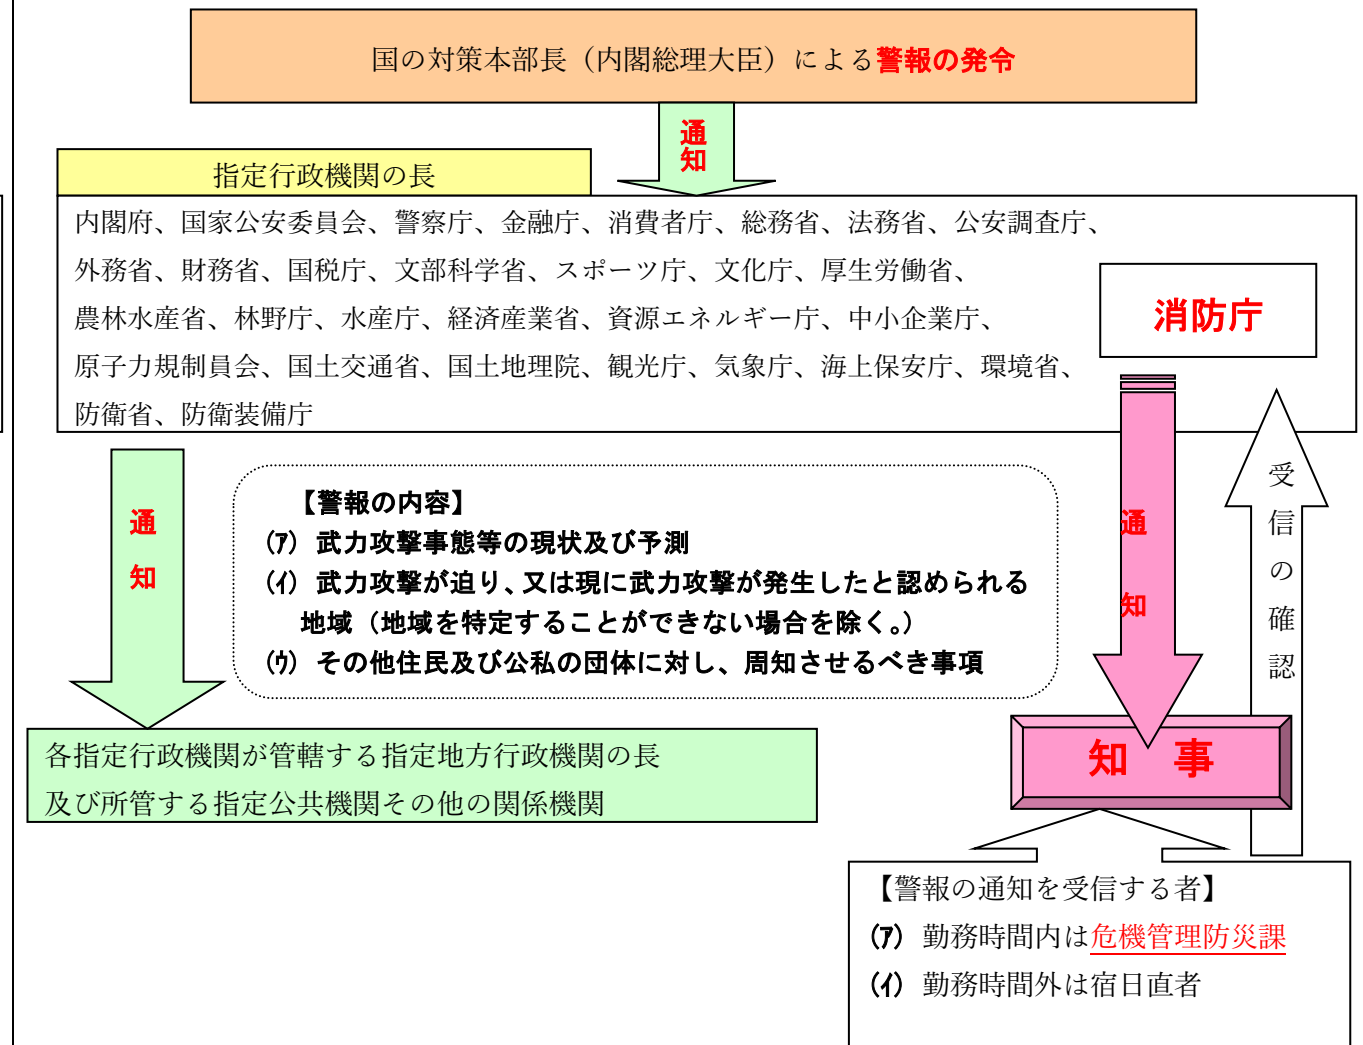 国の対策本部長（内閣総理大臣）による警報の発令
通知
指定行政機関の長
内閣府、国家公安委員会、警察庁、金融庁、消費者庁、総務省、法務省、公安調査庁、
外務省、財務省、国税庁、文部科学省、スポーツ庁、文化庁、厚生労働省、
農林水産省、林野庁、水産庁、経済産業省、資源エネルギー庁、中小企業庁、
原子力規制員会、国土交通省、国土地理院、観光庁、気象庁、海上保安庁、環境省、
防衛省、防衛装備庁
消防庁
通知
【警報の内容】
(ｱ) 武力攻撃事態等の現状及び予測
(ｲ) 武力攻撃が迫り、又は現に武力攻撃が発生したと認められる
地域（地域を特定することができない場合を除く。）
(ｳ) その他住民及び公私の団体に対し、周知させるべき事項
通知
受信の確認
各指定行政機関が管轄する指定地方行政機関の長
及び所管する指定公共機関その他の関係機関
知　事
【警報の通知を受信する者】
(ｱ) 勤務時間内は危機管理防災課
(ｲ) 勤務時間外は宿日直者